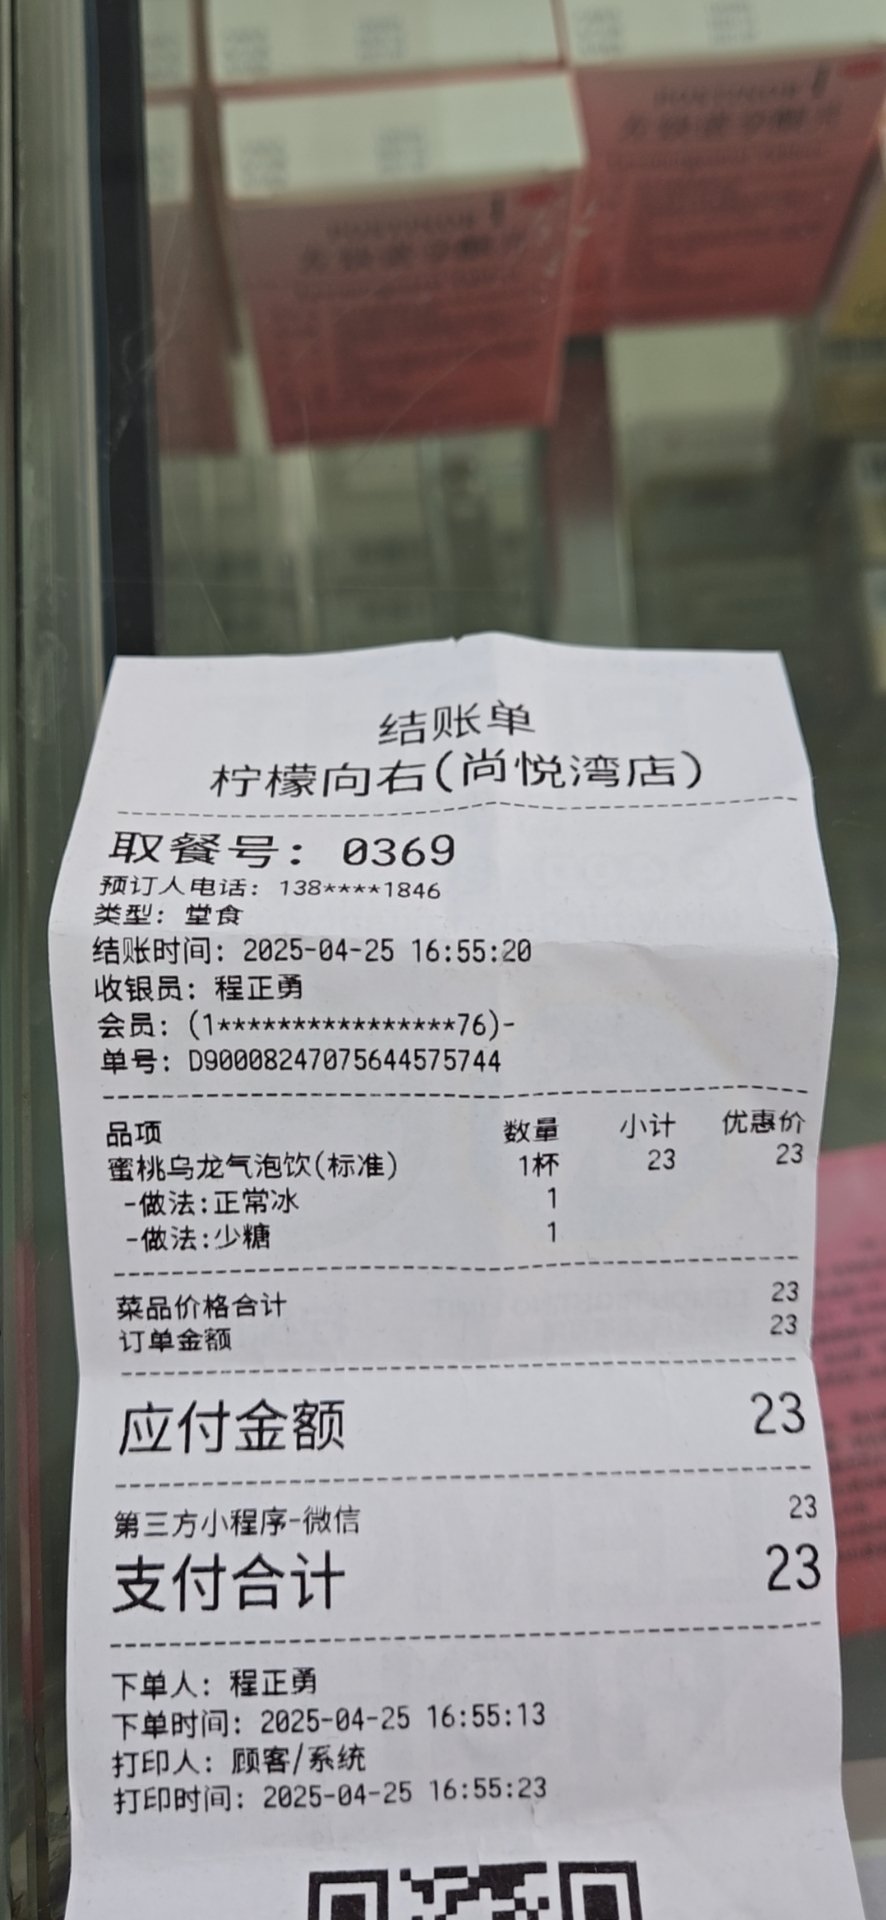 结账单
柠檬向右(尚悦湾店)
取餐号: 0369
预订人电话: 138****1846
类型: 堂食
结账时间: 2025-04-25 16:55:20
收银员: 程正勇
会员: (1****************76)-
单号: D90008247075644575744
品项 数量 小计 优惠价
蜜桃乌龙气泡饮(标准) 1杯 23 23
-做法:正常冰 1
-做法:少糖 1
菜品价格合计 23
订单金额 23
应付金额 23
第三方小程序-微信 23
支付合计 23
下单人: 程正勇
下单时间: 2025-04-25 16:55:13
打印人: 顾客/系统
打印时间: 2025-04-25 16:55:23